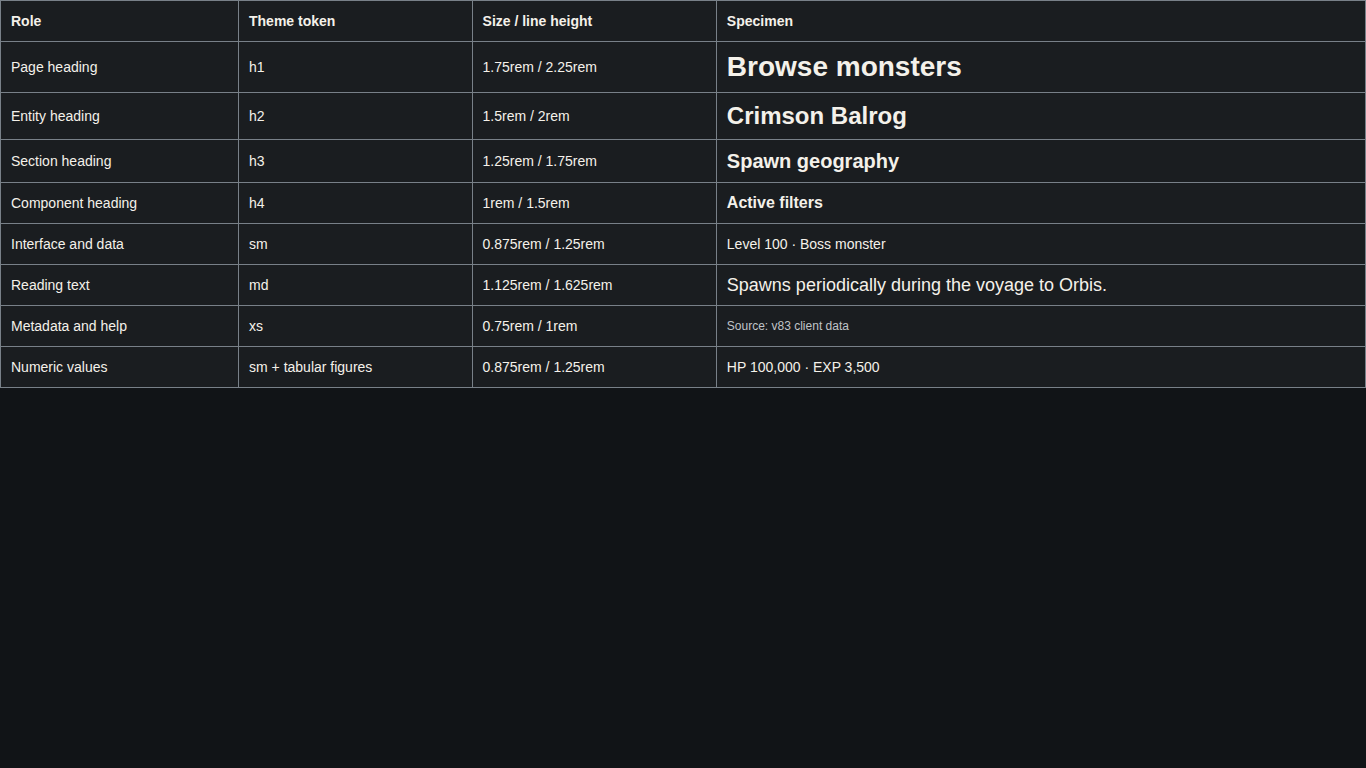 Role Theme token Size / line height Specimen
Page heading h1 1.75rem / 2.25rem Browse monsters
Entity heading h2 1.5rem / 2rem Crimson Balrog
Section heading h3 1.25rem / 1.75rem Spawn geography
Component heading h4 1rem / 1.5rem Active filters
Interface and data sm 0.875rem / 1.25rem Level 100 · Boss monster
Reading text md 1.125rem / 1.625rem Spawns periodically during the voyage to Orbis.
Metadata and help xs 0.75rem / 1rem Source: v83 client data
Numeric values sm + tabular figures 0.875rem / 1.25rem HP 100,000 · EXP 3,500